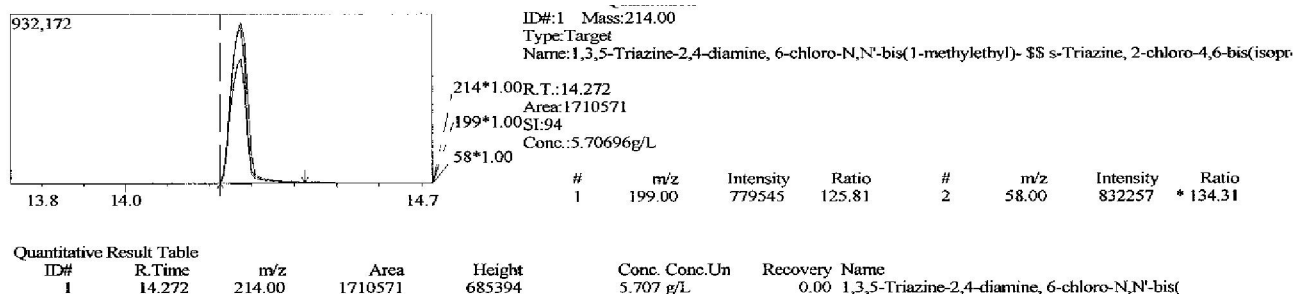 932,172
ID#:1 Mass:214.00
Type:Target
Name:1,3,5-Triazine-2,4-diamine, 6-chloro-N,N'-bis(1-methylethyl)- $$ s-Triazine, 2-chloro-4,6-bis(isopr
214*1.00
R.T.:14.272
Area:1710571
199*1.00
SI:94
Conc.:5.70696g/L
58*1.00
# m/z Intensity Ratio # m/z Intensity Ratio
1 199.00 779545 125.81 2 58.00 832257 * 134.31
13.8 14.0 14.7
Quantitative Result Table
ID# R.Time m/z Area Height Conc. Conc.Un Recovery Name
1 14.272 214.00 1710571 685394 5.707 g/L 0.00 1,3,5-Triazine-2,4-diamine, 6-chloro-N,N'-bis(